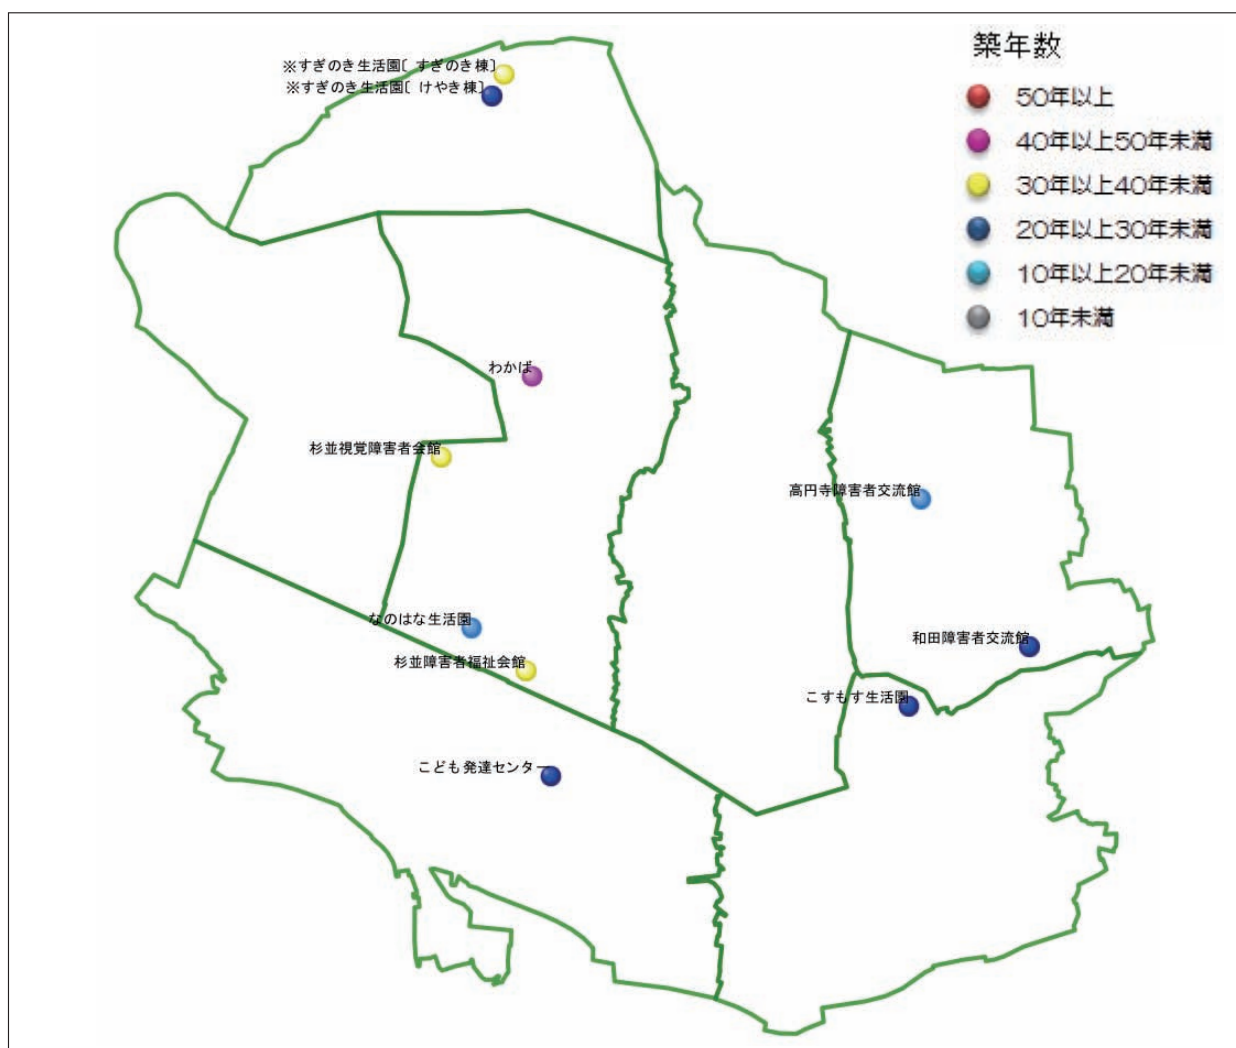 築年数
50年以上
40年以上50年未満
30年以上40年未満
20年以上30年未満
10年以上20年未満
10年未満
※すぎのき生活園〔 すぎのき棟〕
※すぎのき生活園〔 けやき棟〕
わかば
杉並視覚障害者会館
高円寺障害者交流館
なのはな生活園
和田障害者交流館
杉並障害者福祉会館
こすもす生活園
こども発達センター